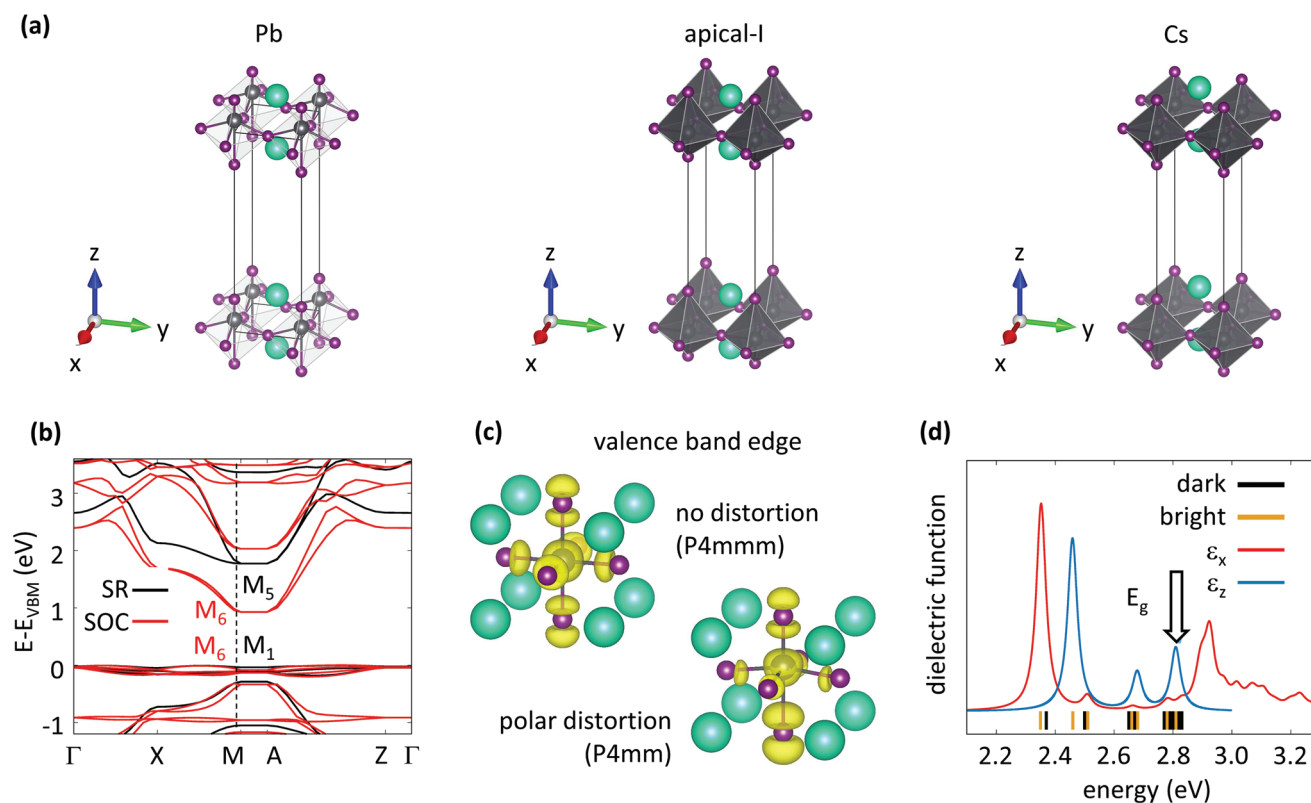 (a)
Pb
apical-I
Cs
z
y
x
z
y
x
z
y
x
(b)
E-E_VBM (eV)
3
2
1
0
-1
SR
SOC
M₅
M₆
M₆
M₁
Γ
X
M
A
Z
Γ
(c)
valence band edge
no distortion
(P4mmm)
polar distortion
(P4mm)
(d)
dielectric function
dark
bright
εₓ
ε_z
E_g
2.2
2.4
2.6
2.8
3.0
3.2
energy (eV)